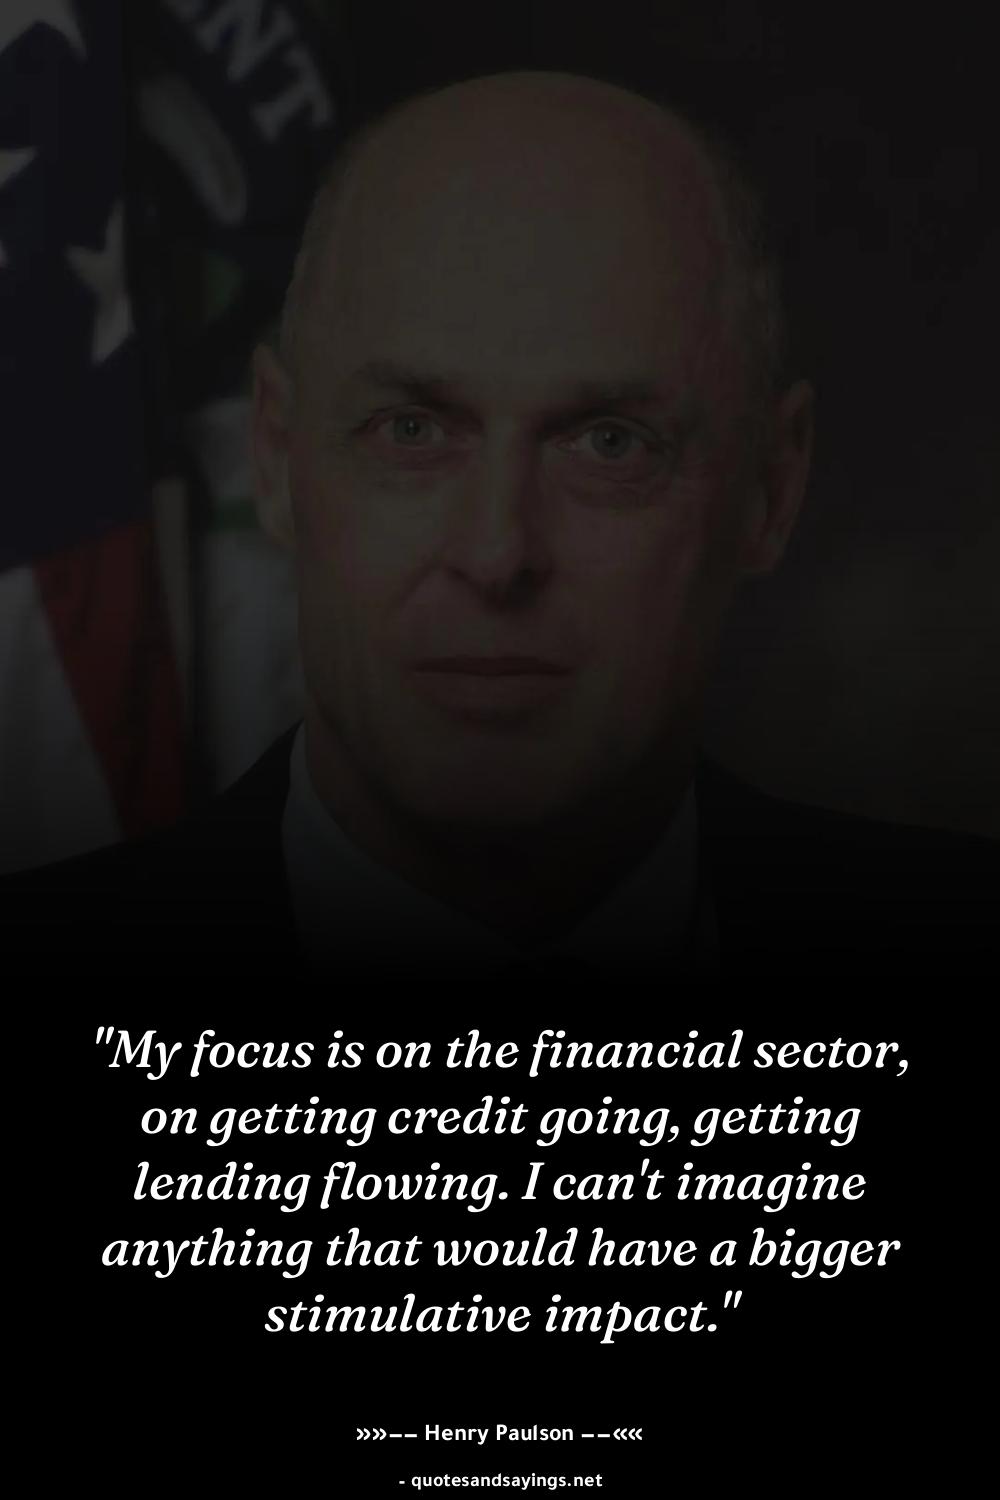 ENT
"My focus is on the financial sector,
on getting credit going, getting
lending flowing. I can't imagine
anything that would have a bigger
stimulative impact."
»»—— Henry Paulson ——««
- quotesandsayings.net